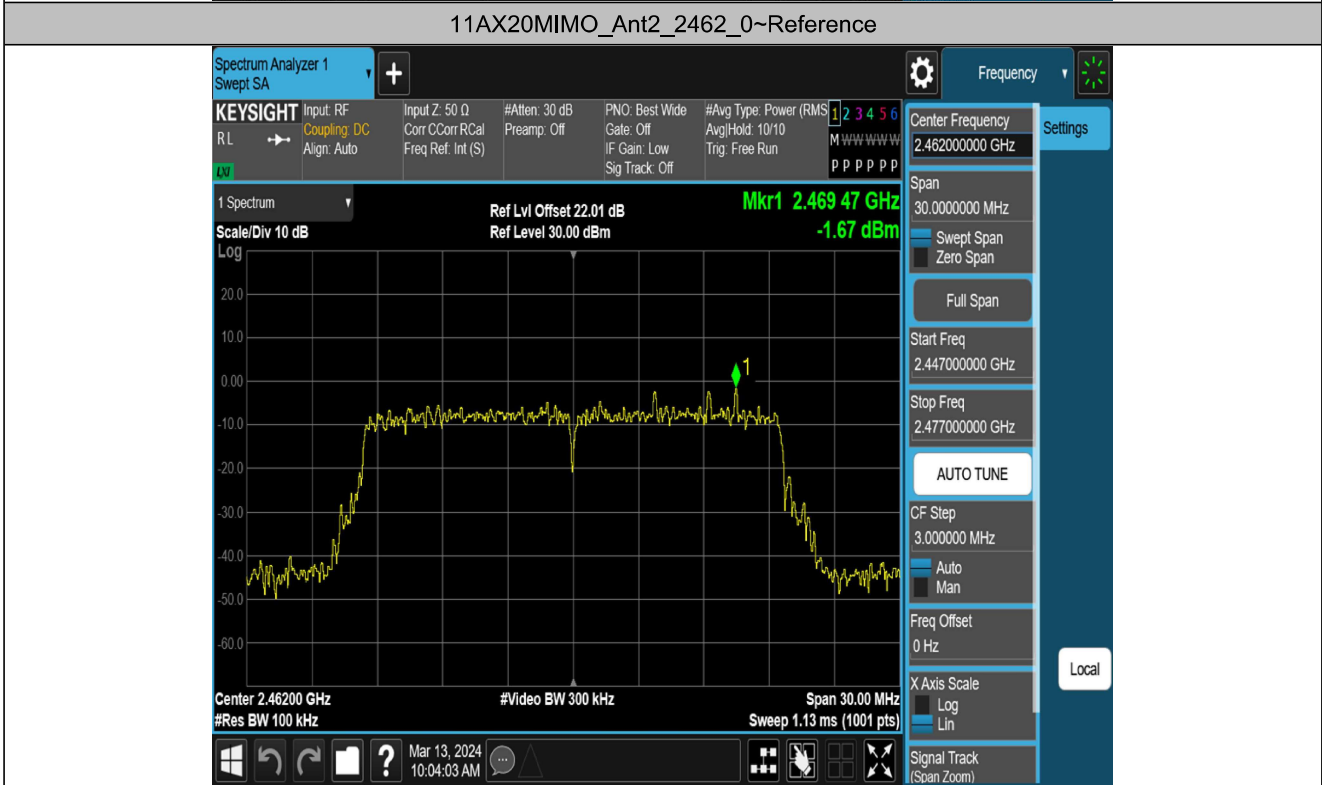 11AX20MIMO_Ant2_2462_0~Reference
Spectrum Analyzer 1
Swept SA
Frequency
KEYSIGHT
RL
LXI
Input: RF
Coupling: DC
Align: Auto
Input Z: 50 Ω
Corr CCorr RCal
Freq Ref: Int (S)
#Atten: 30 dB
Preamp: Off
PNO: Best Wide
Gate: Off
IF Gain: Low
Sig Track: Off
#Avg Type: Power (RMS
Avg|Hold: 10/10
Trig: Free Run
1 2 3 4 5 6
M W W W W W
P P P P P P
Center Frequency
2.462000000 GHz
Settings
1 Spectrum
Scale/Div 10 dB
Log
Ref Lvl Offset 22.01 dB
Ref Level 30.00 dBm
Mkr1 2.469 47 GHz
-1.67 dBm
20.0
10.0
0.00
-10.0
-20.0
-30.0
-40.0
-50.0
-60.0
1
Span
30.0000000 MHz
Swept Span
Zero Span
Full Span
Start Freq
2.447000000 GHz
Stop Freq
2.477000000 GHz
AUTO TUNE
CF Step
3.000000 MHz
Auto
Man
Freq Offset
0 Hz
X Axis Scale
Log
Lin
Signal Track
(Span Zoom)
Local
Center 2.46200 GHz
#Res BW 100 kHz
#Video BW 300 kHz
Span 30.00 MHz
Sweep 1.13 ms (1001 pts)
?
Mar 13, 2024
10:04:03 AM